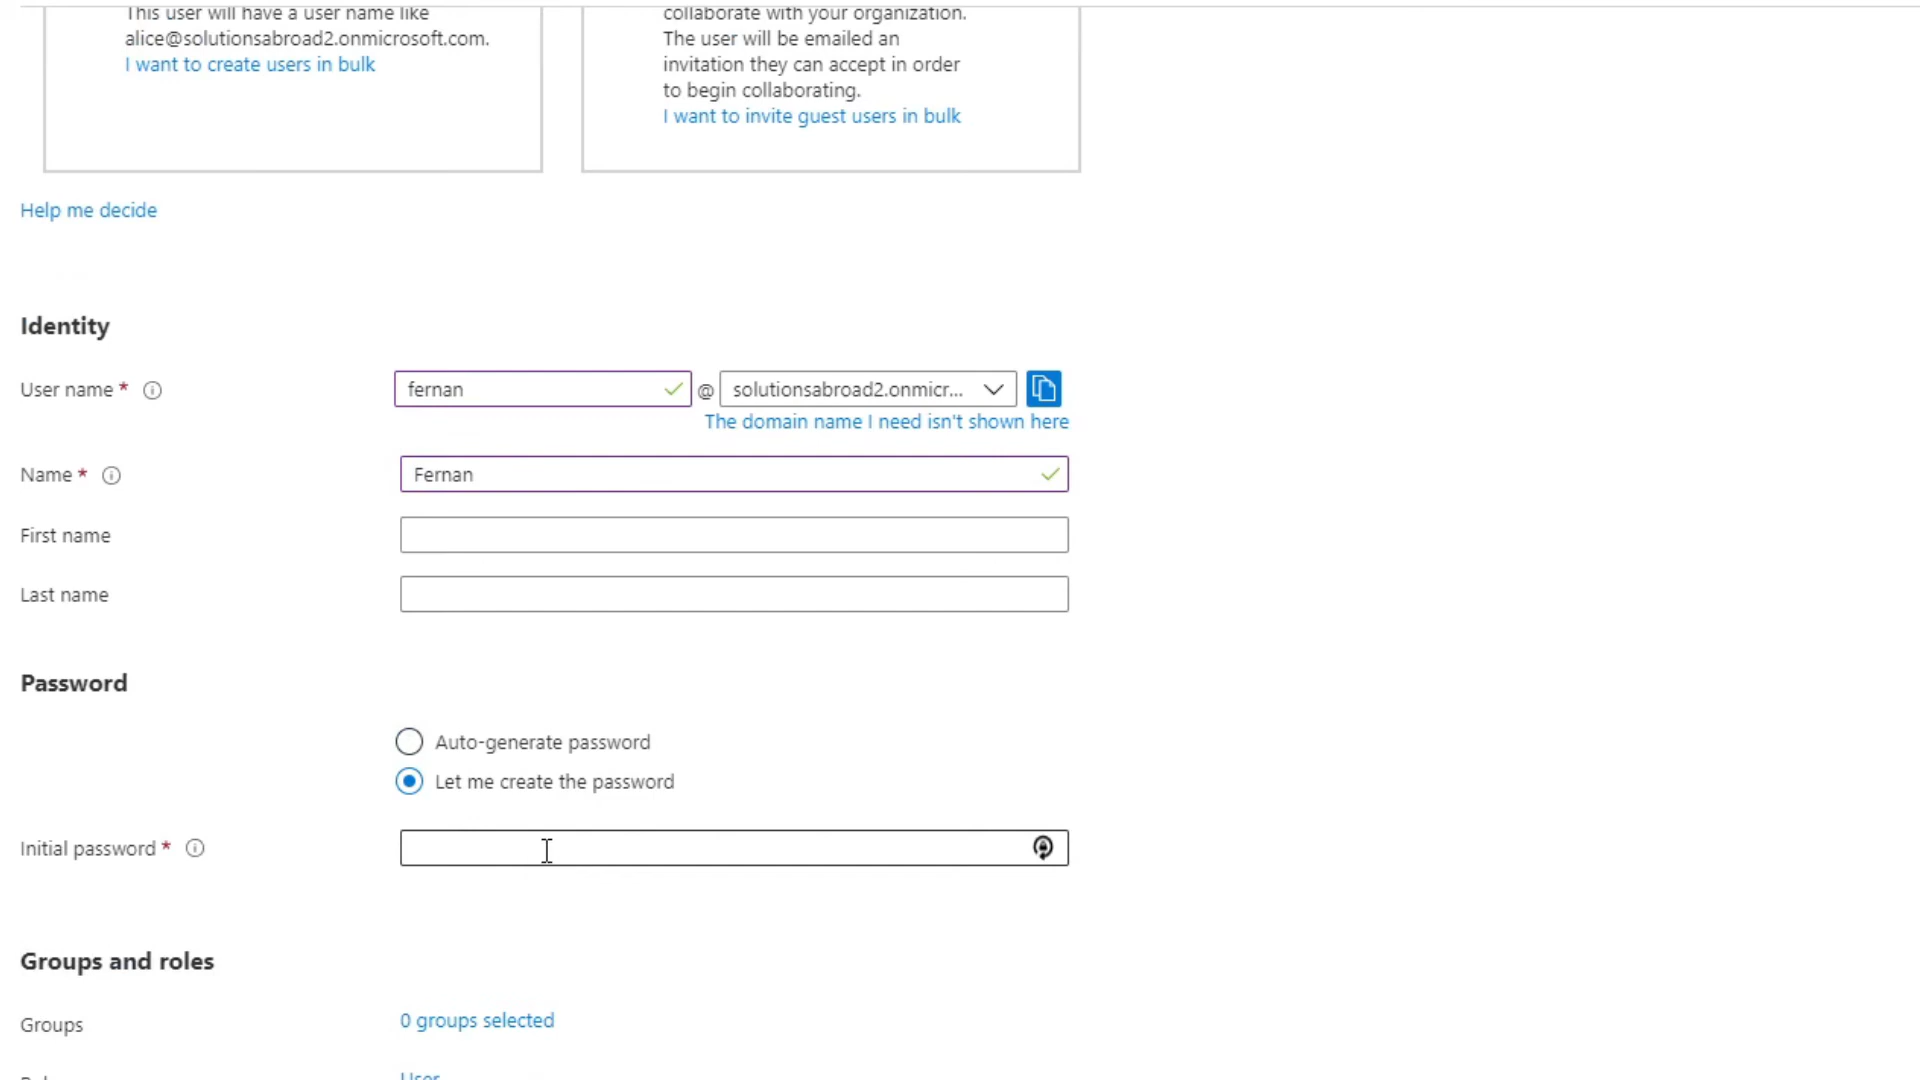 This user will have a user name like
alice@solutionsabroad2.onmicrosoft.com.
I want to create users in bulk
collaborate with your organization.
The user will be emailed an
invitation they can accept in order
to begin collaborating.
I want to invite guest users in bulk
Help me decide
Identity
User name * fernan @ solutionsabroad2.onmicr...
The domain name I need isn't shown here
Name * Fernan
First name
Last name
Password
Auto-generate password
Let me create the password
Initial password *
Groups and roles
Groups 0 groups selected
User